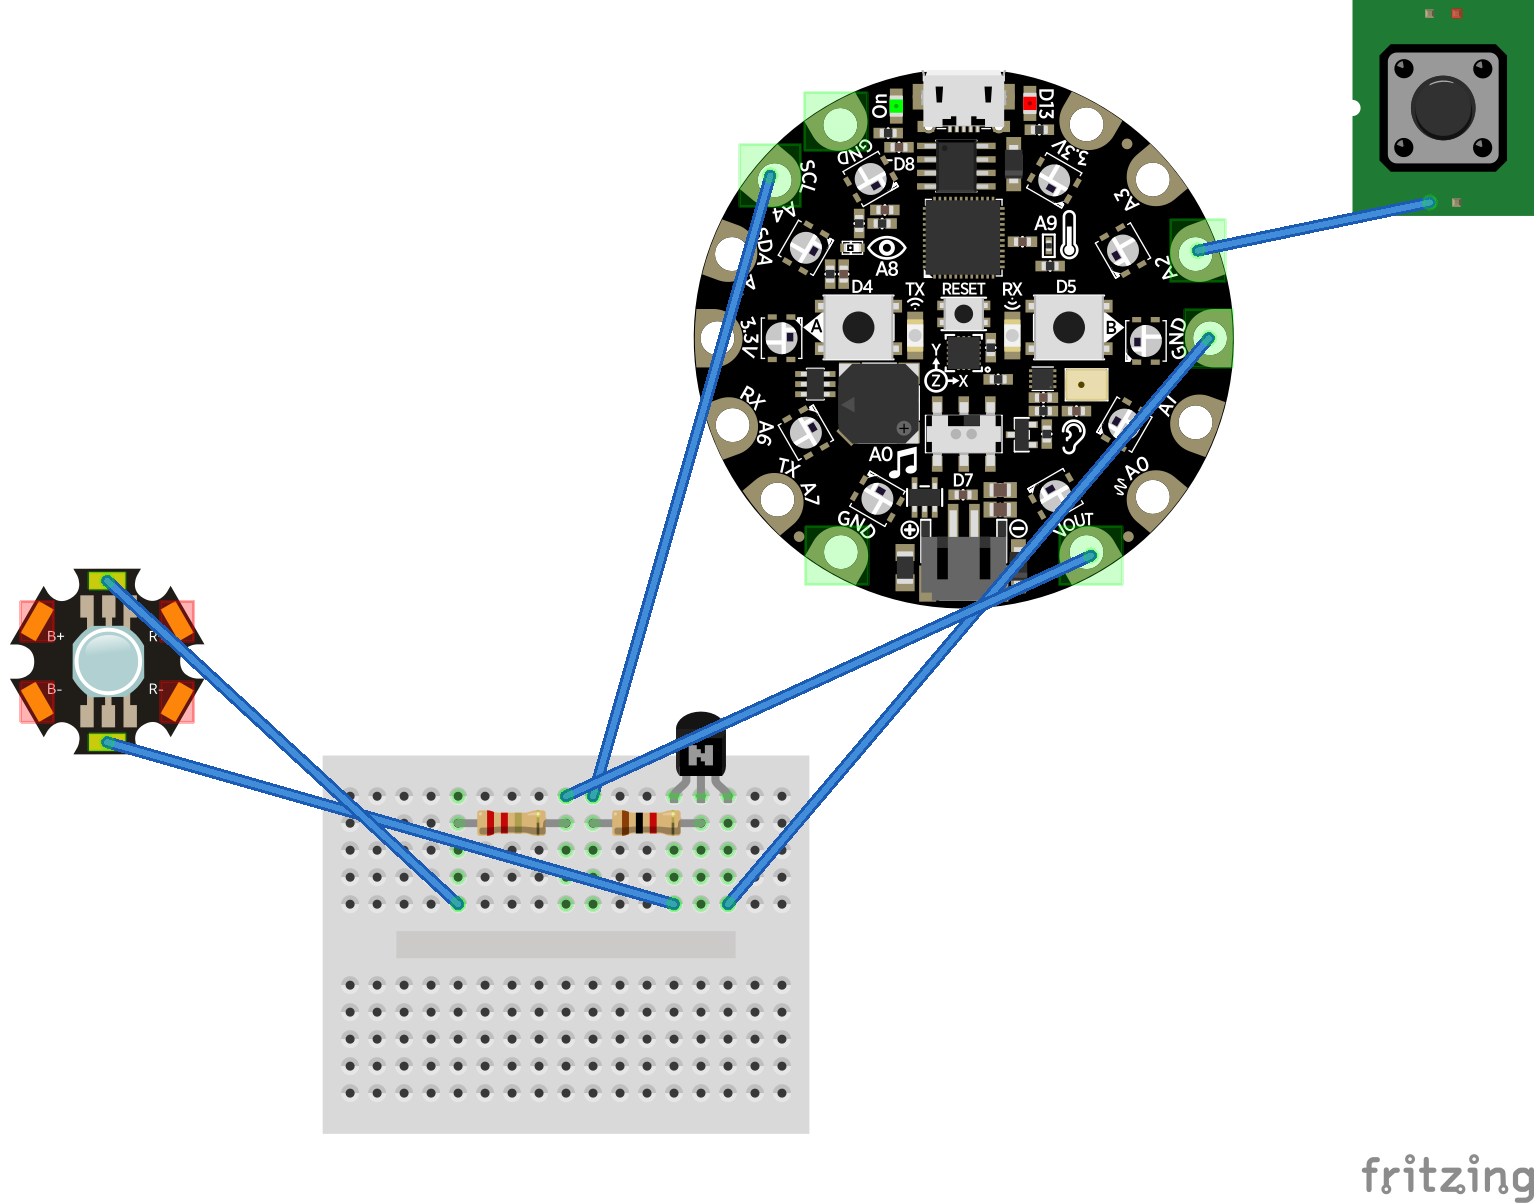 On
D13
GND
D8
3.3V
SCL
A4
A3
SDA
A
A9
A8
A2
D4
TX
RESET
RX
D5
A
B
3.3V
GND
Y
Z
X
RX
A6
A1
A0
TX
A7
A0
D7
GND
VOUT
B+
R
B-
R-
N
fritzing